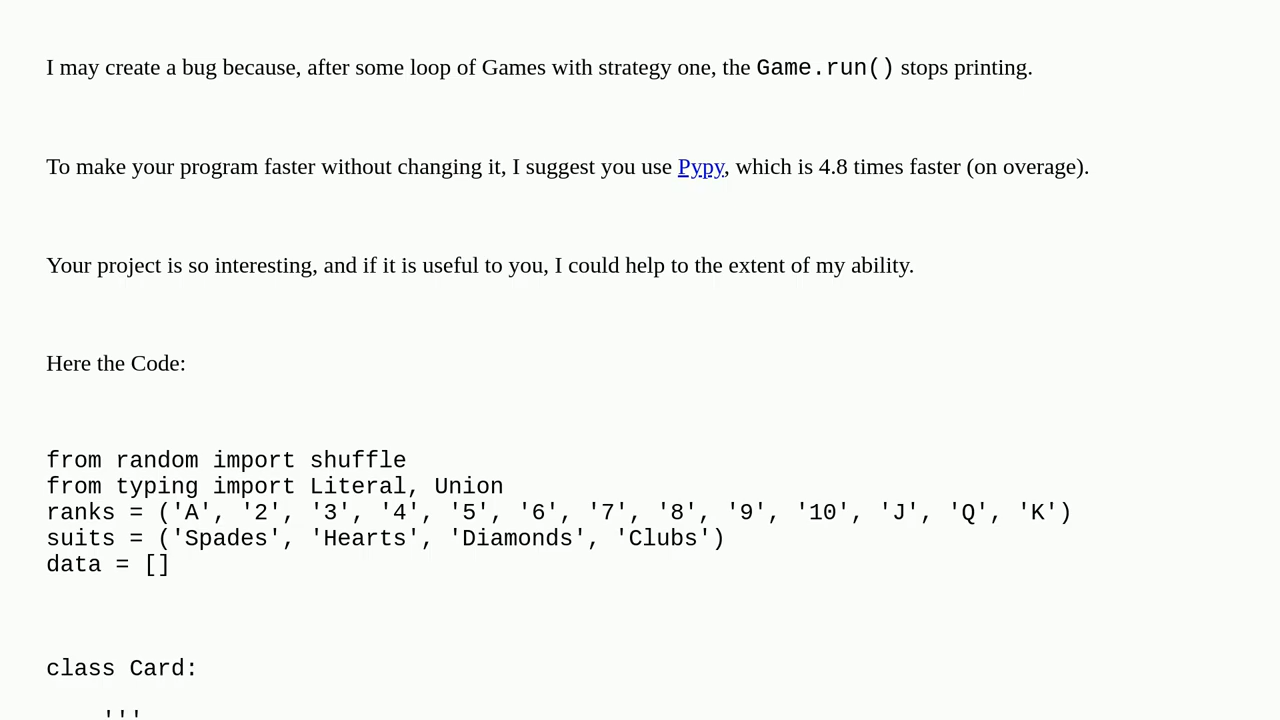 I may create a bug because, after some loop of Games with strategy one, the Game.run() stops printing.
To make your program faster without changing it, I suggest you use Pypy, which is 4.8 times faster (on overage).
Your project is so interesting, and if it is useful to you, I could help to the extent of my ability.
Here the Code:
from random import shuffle
from typing import Literal, Union
ranks = ('A', '2', '3', '4', '5', '6', '7', '8', '9', '10', 'J', 'Q', 'K')
suits = ('Spades', 'Hearts', 'Diamonds', 'Clubs')
data = []
class Card:
'''